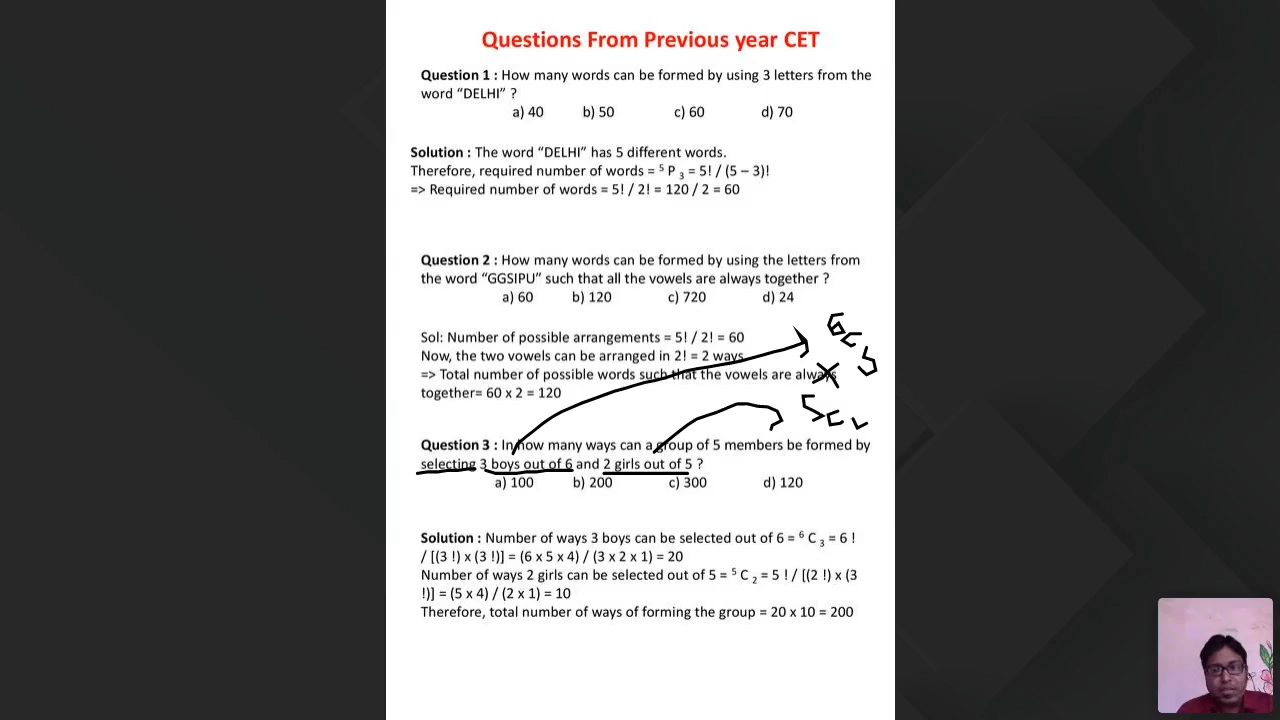 Questions From Previous year CET
Question 1 : How many words can be formed by using 3 letters from the
word “DELHI” ?
a) 40 b) 50 c) 60 d) 70
Solution : The word “DELHI” has 5 different words.
Therefore, required number of words = ⁵ P ₃ = 5! / (5 – 3)!
=> Required number of words = 5! / 2! = 120 / 2 = 60
Question 2 : How many words can be formed by using the letters from
the word “GGSIPU” such that all the vowels are always together ?
a) 60 b) 120 c) 720 d) 24
Sol: Number of possible arrangements = 5! / 2! = 60
Now, the two vowels can be arranged in 2! = 2 ways
=> Total number of possible words such that the vowels are always
together= 60 x 2 = 120
6C3
X
5C2
Question 3 : In how many ways can a group of 5 members be formed by
selecting 3 boys out of 6 and 2 girls out of 5 ?
a) 100 b) 200 c) 300 d) 120
Solution : Number of ways 3 boys can be selected out of 6 = ⁶ C ₃ = 6 !
/ [(3 !) x (3 !)] = (6 x 5 x 4) / (3 x 2 x 1) = 20
Number of ways 2 girls can be selected out of 5 = ⁵ C ₂ = 5 ! / [(2 !) x (3
!)] = (5 x 4) / (2 x 1) = 10
Therefore, total number of ways of forming the group = 20 x 10 = 200